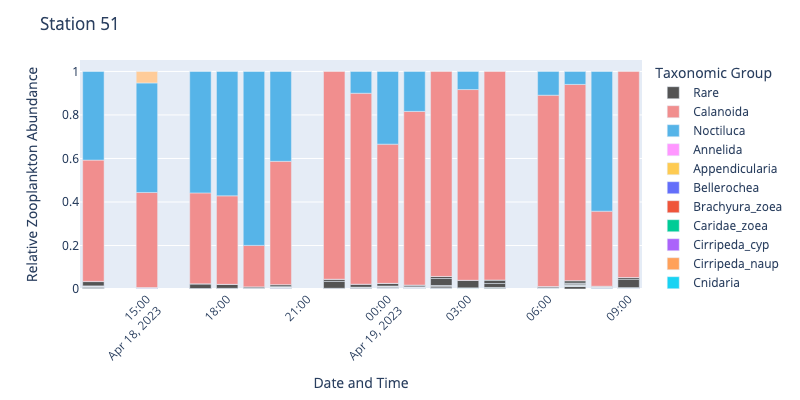 Station 51
Relative Zooplankton Abundance
1
0.8
0.6
0.4
0.2
0
15:00
Apr 18, 2023
18:00
21:00
00:00
Apr 19, 2023
03:00
06:00
09:00
Date and Time
Taxonomic Group
Rare
Calanoida
Noctiluca
Annelida
Appendicularia
Bellerochea
Brachyura_zoea
Caridae_zoea
Cirripeda_cyp
Cirripeda_naup
Cnidaria